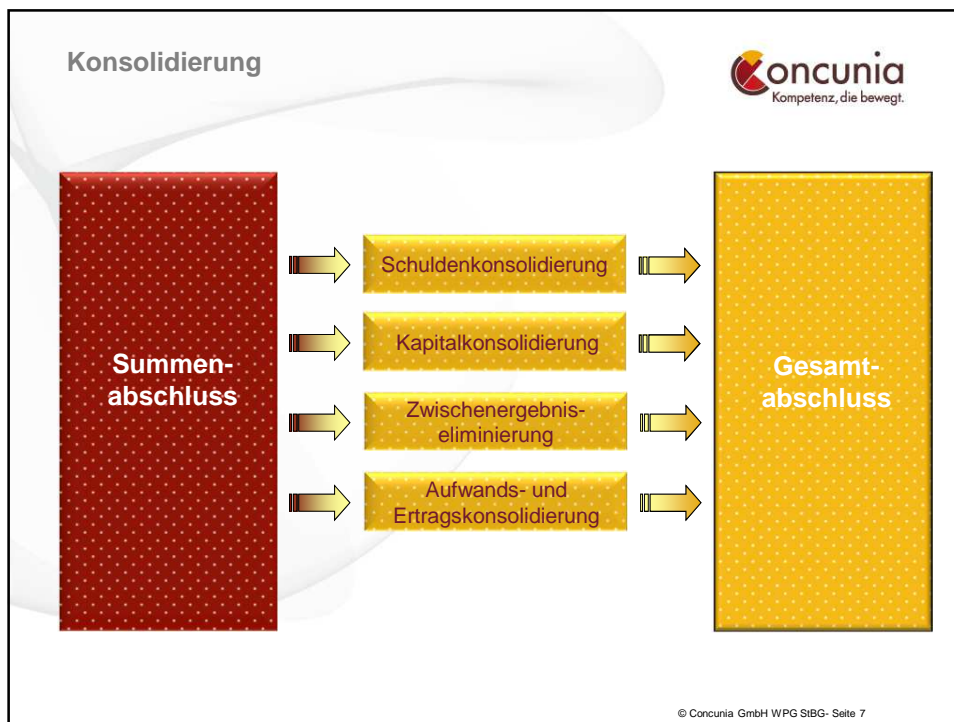 Konsolidierung
Concunia
Kompetenz, die bewegt.
Summen-
abschluss
Schuldenkonsolidierung
Kapitalkonsolidierung
Zwischenergebnis-
eliminierung
Aufwands- und
Ertragskonsolidierung
Gesamt-
abschluss
© Concunia GmbH WPG StBG- Seite 7